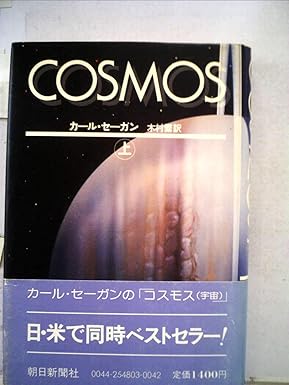 COSMOS
カール・セーガン 木村繁訳
上
カール・セーガンの「コスモス(宇宙)」
日・米で同時ベストセラー!
朝日新聞社 0044-254803-0042 定価1400円